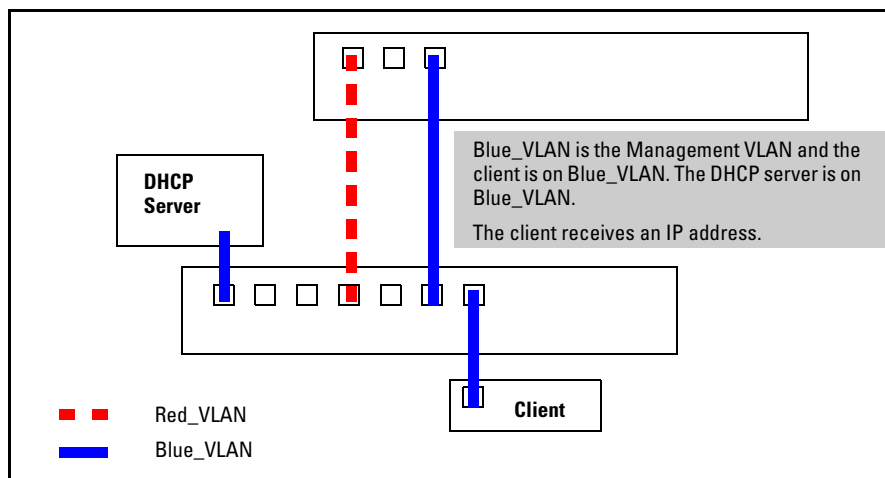 Blue_VLAN is the Management VLAN and the
client is on Blue_VLAN. The DHCP server is on
Blue_VLAN.
The client receives an IP address.
DHCP
Server
Client
Red_VLAN
Blue_VLAN